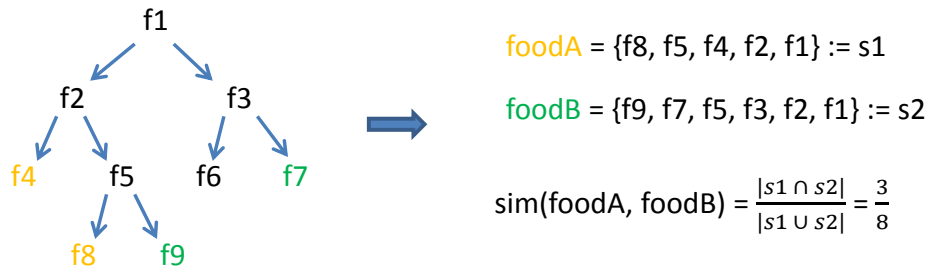 f1
f2 f3
f4 f5 f6 f7
f8 f9
foodA = {f8, f5, f4, f2, f1} := s1
foodB = {f9, f7, f5, f3, f2, f1} := s2
sim(foodA, foodB) = |s1 ∩ s2| / |s1 ∪ s2| = 3/8